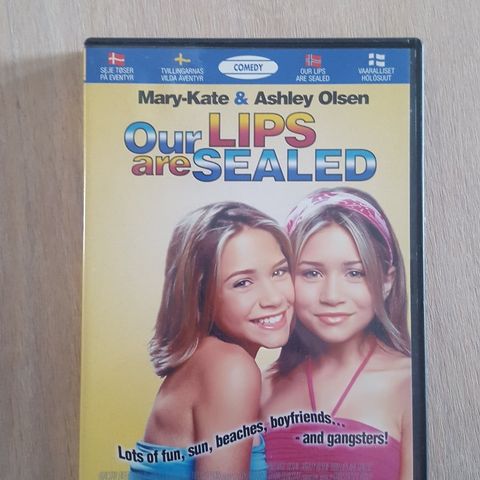 SEJE TØSER
PÅ EVENTYR
TVILLINGARNAS
VILDA ÄVENTYR
COMEDY
OUR LIPS
ARE SEALED
VAARALLISET
HÖLÖSUUT
Mary-Kate & Ashley Olsen
Our LIPS
are SEALED
Lots of fun, sun, beaches, boyfriends...
- and gangsters!